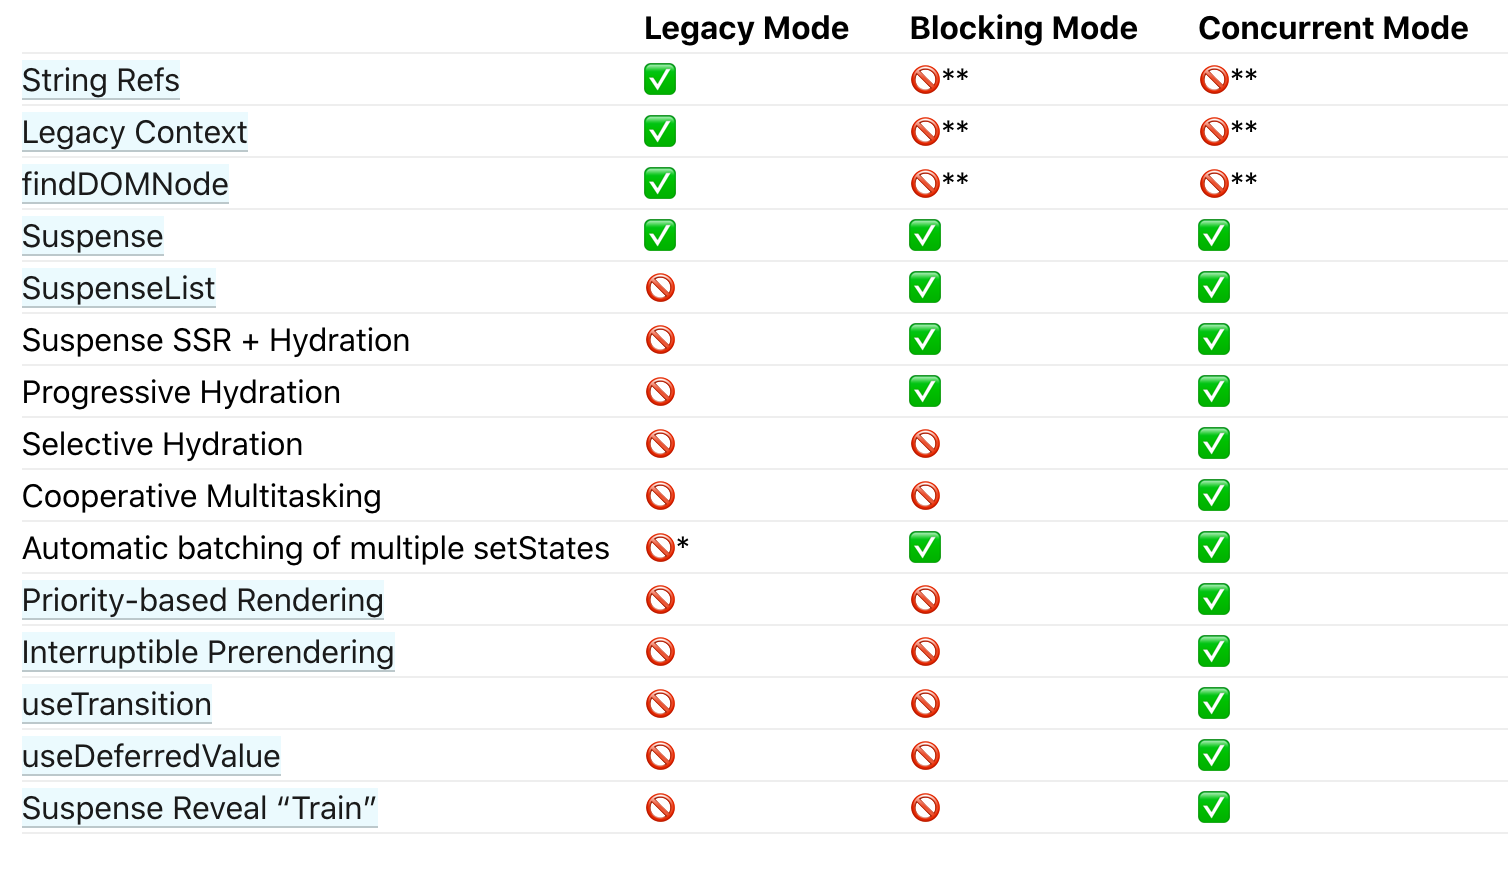 Legacy Mode Blocking Mode Concurrent Mode
String Refs ✅ 🚫** 🚫**
Legacy Context ✅ 🚫** 🚫**
findDOMNode ✅ 🚫** 🚫**
Suspense ✅ ✅ ✅
SuspenseList 🚫 ✅ ✅
Suspense SSR + Hydration 🚫 ✅ ✅
Progressive Hydration 🚫 ✅ ✅
Selective Hydration 🚫 🚫 ✅
Cooperative Multitasking 🚫 🚫 ✅
Automatic batching of multiple setStates 🚫* ✅ ✅
Priority-based Rendering 🚫 🚫 ✅
Interruptible Prerendering 🚫 🚫 ✅
useTransition 🚫 🚫 ✅
useDeferredValue 🚫 🚫 ✅
Suspense Reveal “Train” 🚫 🚫 ✅